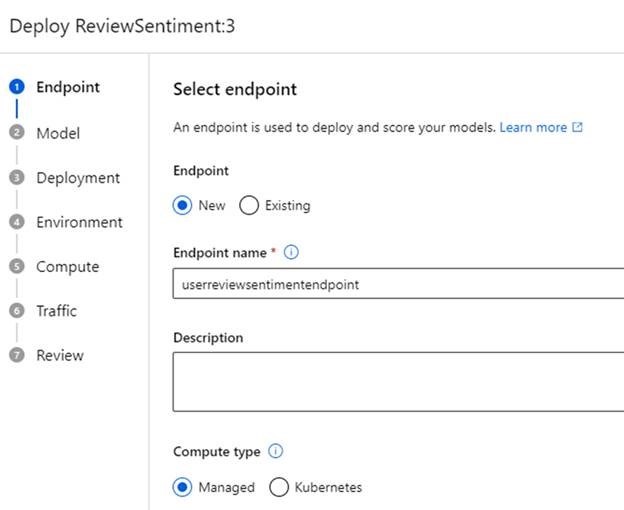 Deploy ReviewSentiment:3
1 Endpoint
2 Model
3 Deployment
4 Environment
5 Compute
6 Traffic
7 Review
Select endpoint
An endpoint is used to deploy and score your models. Learn more
Endpoint
New Existing
Endpoint name *
userreviewsentimentendpoint
Description
Compute type
Managed Kubernetes